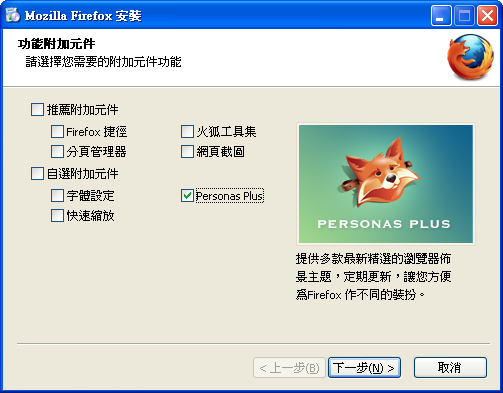 Mozilla Firefox 安裝
功能附加元件
請選擇您需要的附加元件功能
推薦附加元件
Firefox 捷徑
火狐工具集
分頁管理器
網頁截圖
自選附加元件
字體設定
Personas Plus
快速縮放
PERSONAS PLUS
提供多款最新精選的瀏覽器佈
景主題，定期更新，讓您方便
為Firefox 作不同的裝扮。
< 上一步(B)
下一步(N) >
取消